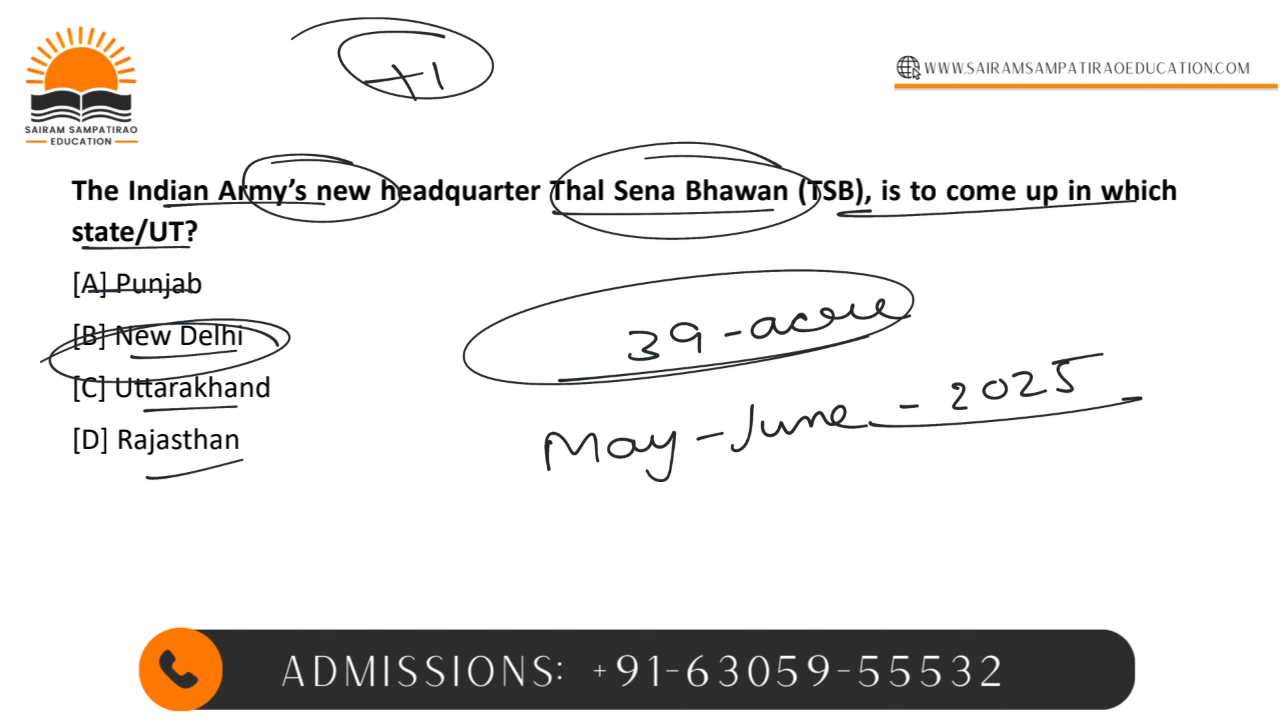 +1
SAIRAM SAMPATIRAO
EDUCATION
WWW.SAIRAMSAMPATIRAOEDUCATION.COM
The Indian Army's new headquarter Thal Sena Bhawan (TSB), is to come up in which
state/UT?
[A] Punjab
[B] New Delhi
[C] Uttarakhand
[D] Rajasthan
39-acre
May-June-2025
ADMISSIONS: +91-63059-55532